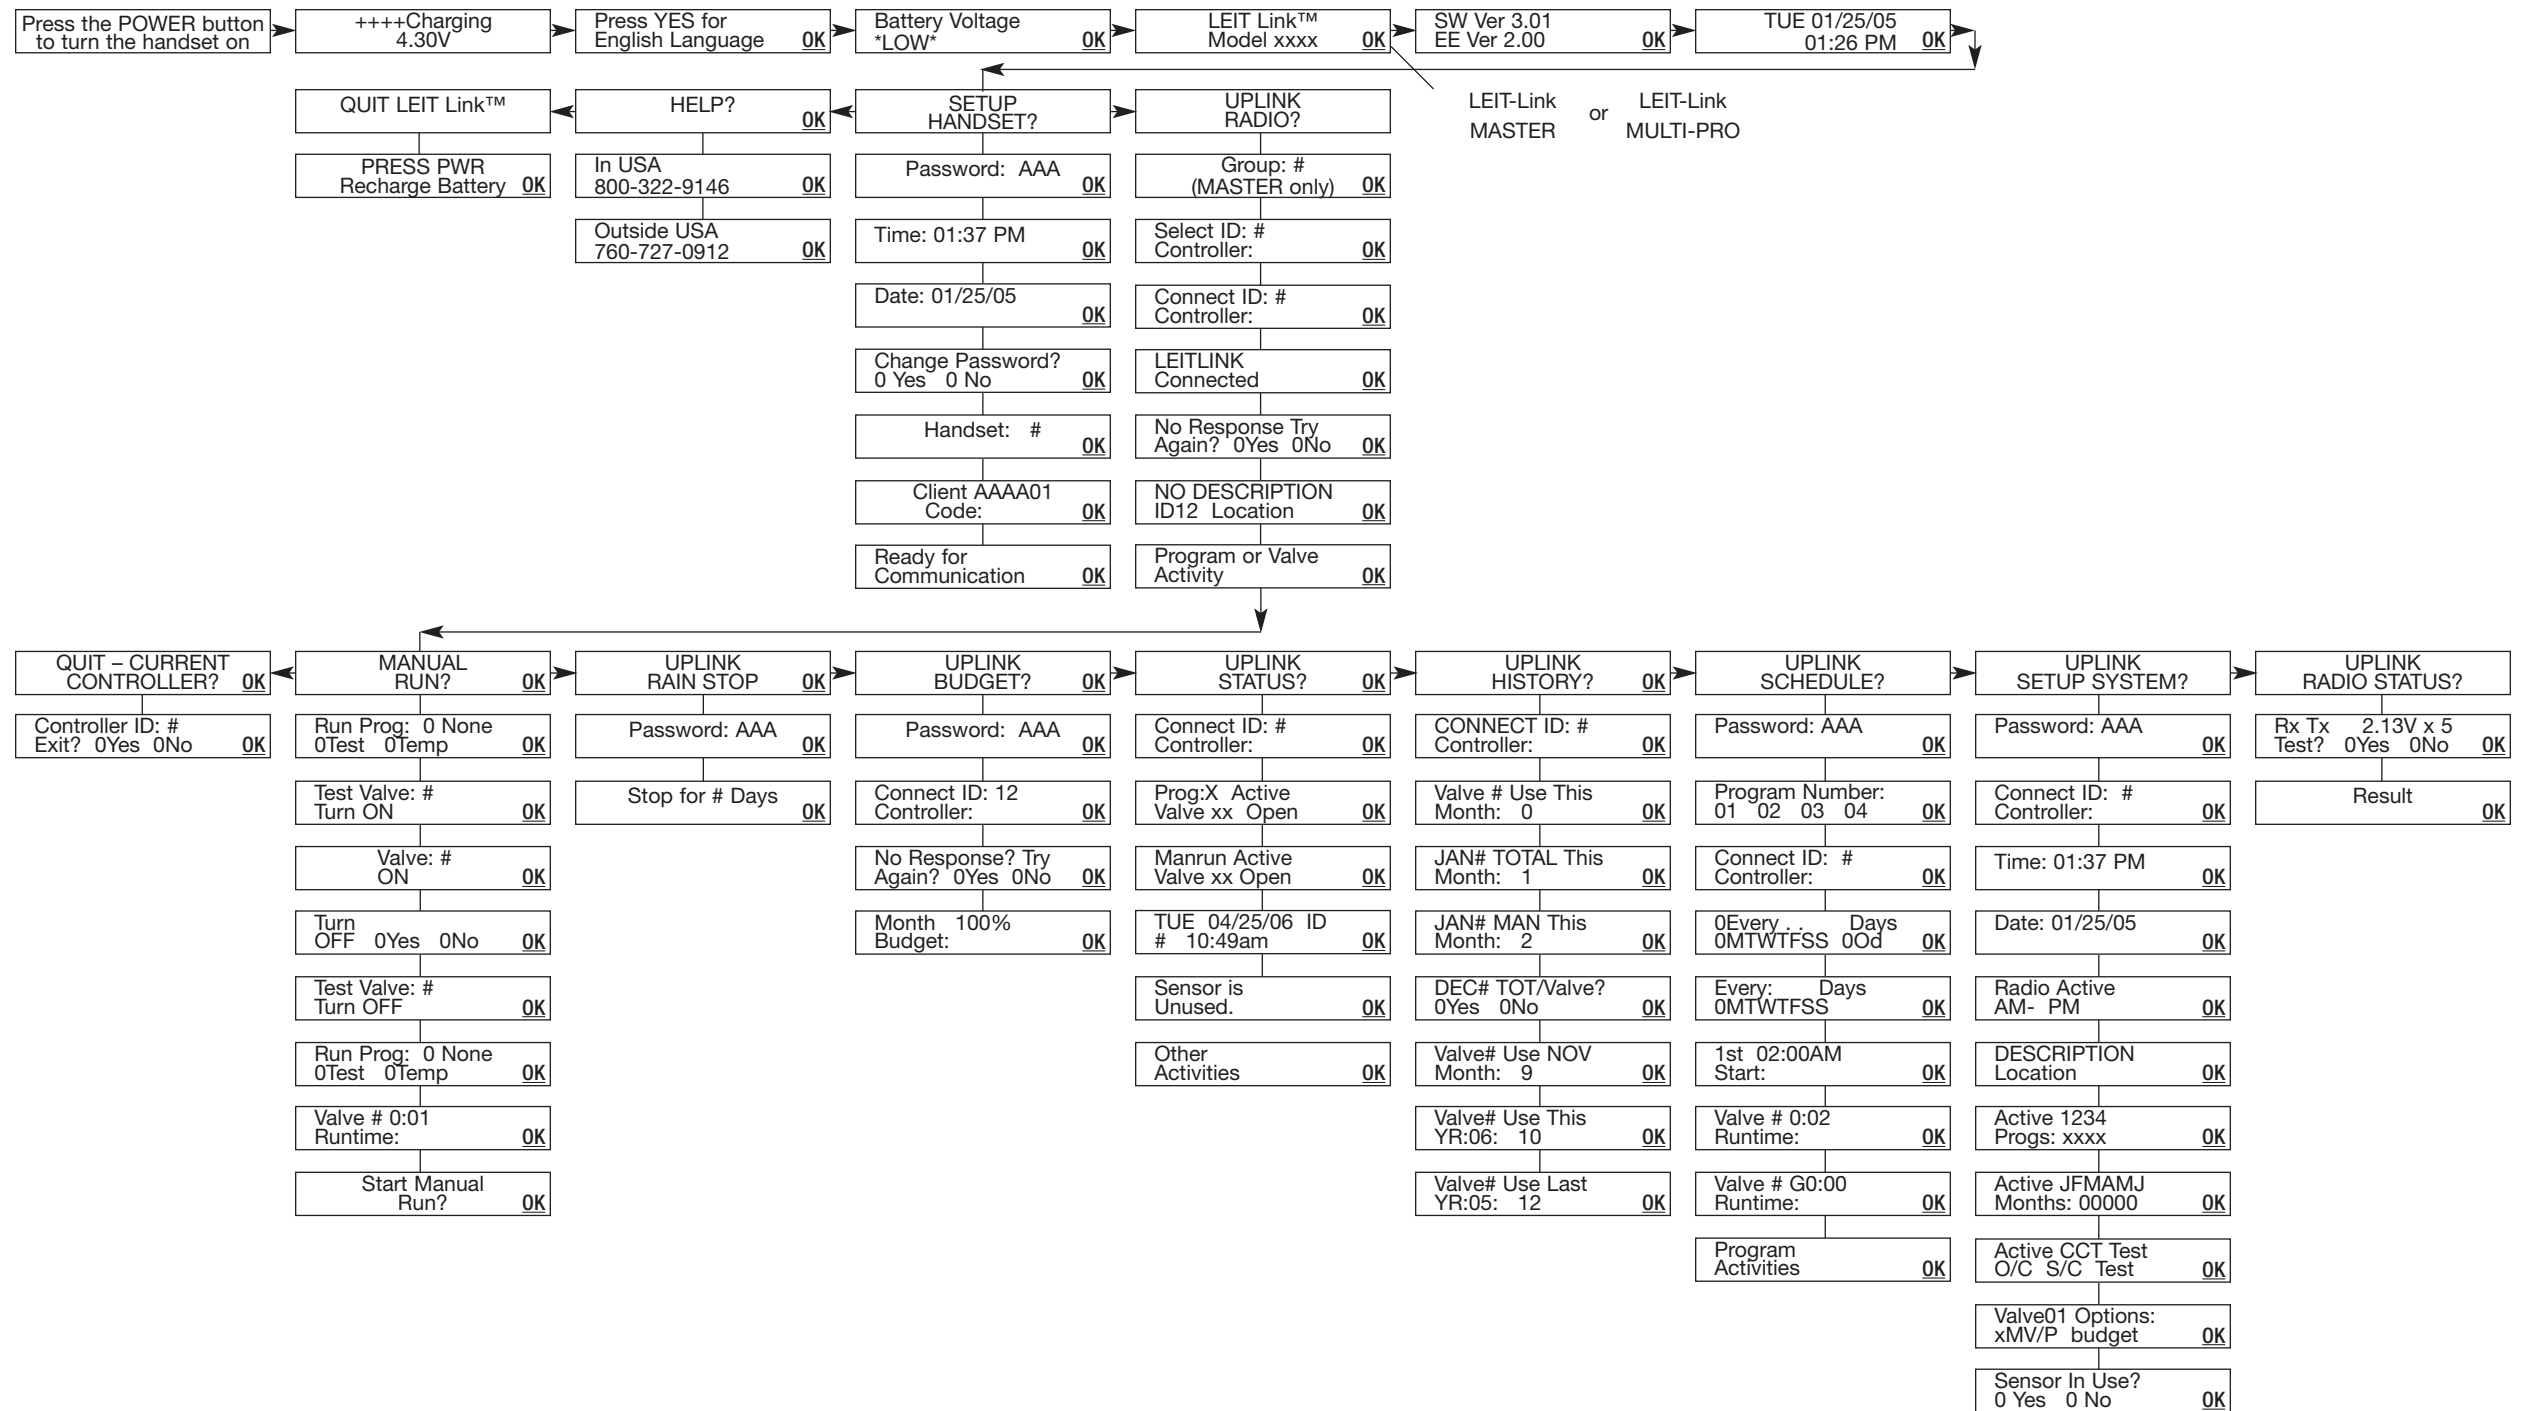 Press the POWER button
to turn the handset on
++++Charging
4.30V
Press YES for
English Language OK
Battery Voltage
*LOW* OK
LEIT Link™
Model xxxx OK
SW Ver 3.01
EE Ver 2.00 OK
TUE 01/25/05
01:26 PM OK
LEIT-Link
MASTER
or
LEIT-Link
MULTI-PRO
QUIT LEIT Link™
PRESS PWR
Recharge Battery OK
HELP?
OK
In USA
800-322-9146 OK
Outside USA
760-727-0912 OK
SETUP
HANDSET?
Password: AAA
OK
Time: 01:37 PM
OK
Date: 01/25/05
OK
Change Password?
0 Yes 0 No OK
Handset: #
OK
Client AAAA01
Code: OK
Ready for
Communication OK
UPLINK
RADIO?
Group: #
(MASTER only) OK
Select ID: #
Controller: OK
Connect ID: #
Controller: OK
LEITLINK
Connected OK
No Response Try
Again? 0Yes 0No OK
NO DESCRIPTION
ID12 Location OK
Program or Valve
Activity OK
QUIT – CURRENT
CONTROLLER? OK
Controller ID: #
Exit? 0Yes 0No OK
MANUAL
RUN? OK
Run Prog: 0 None
0Test 0Temp OK
Test Valve: #
Turn ON OK
Valve: #
ON OK
Turn
OFF 0Yes 0No OK
Test Valve: #
Turn OFF OK
Run Prog: 0 None
0Test 0Temp OK
Valve # 0:01
Runtime: OK
Start Manual
Run? OK
UPLINK
RAIN STOP OK
Password: AAA
OK
Stop for # Days
OK
UPLINK
BUDGET? OK
Password: AAA
OK
Connect ID: 12
Controller: OK
No Response? Try
Again? 0Yes 0No OK
Month 100%
Budget: OK
UPLINK
STATUS? OK
Connect ID: #
Controller: OK
Prog:X Active
Valve xx Open OK
Manrun Active
Valve xx Open OK
TUE 04/25/06 ID
# 10:49am OK
Sensor is
Unused. OK
Other
Activities OK
UPLINK
HISTORY? OK
CONNECT ID: #
Controller: OK
Valve # Use This
Month: 0 OK
JAN# TOTAL This
Month: 1 OK
JAN# MAN This
Month: 2 OK
DEC# TOT/Valve?
0Yes 0No OK
Valve# Use NOV
Month: 9 OK
Valve# Use This
YR:06: 10 OK
Valve# Use Last
YR:05: 12 OK
UPLINK
SCHEDULE?
Password: AAA
OK
Program Number:
01 02 03 04 OK
Connect ID: #
Controller: OK
0Every . . Days
0MTWTFSS 0Od OK
Every: Days
0MTWTFSS OK
1st 02:00AM
Start: OK
Valve # 0:02
Runtime: OK
Valve # G0:00
Runtime: OK
Program
Activities OK
UPLINK
SETUP SYSTEM?
Password: AAA
OK
Connect ID: #
Controller: OK
Time: 01:37 PM
OK
Date: 01/25/05
OK
Radio Active
AM- PM OK
DESCRIPTION
Location OK
Active 1234
Progs: xxxx OK
Active JFMAMJ
Months: 00000 OK
Active CCT Test
O/C S/C Test OK
Valve01 Options:
xMV/P budget OK
Sensor In Use?
0 Yes 0 No OK
UPLINK
RADIO STATUS?
Rx Tx 2.13V x 5
Test? 0Yes 0No OK
Result
OK